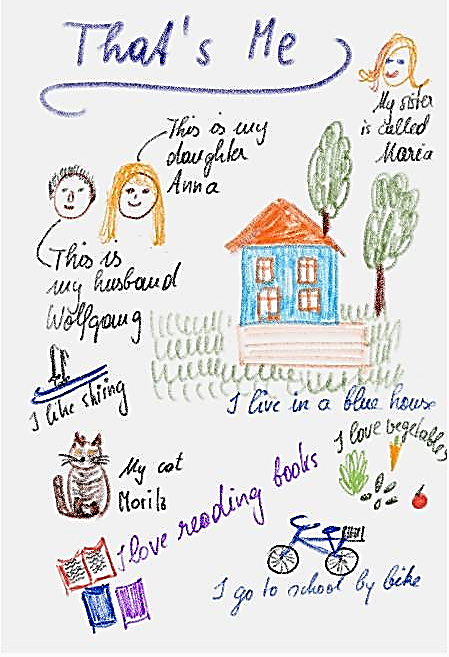 That's Me
My sister
is called
Maria
This is my
daughter
Anna
This is
my husband
Wolfgang
I like skiing
I live in a blue house
I love vegetables
My cat
Moritz
I love reading books
I go to school by bike